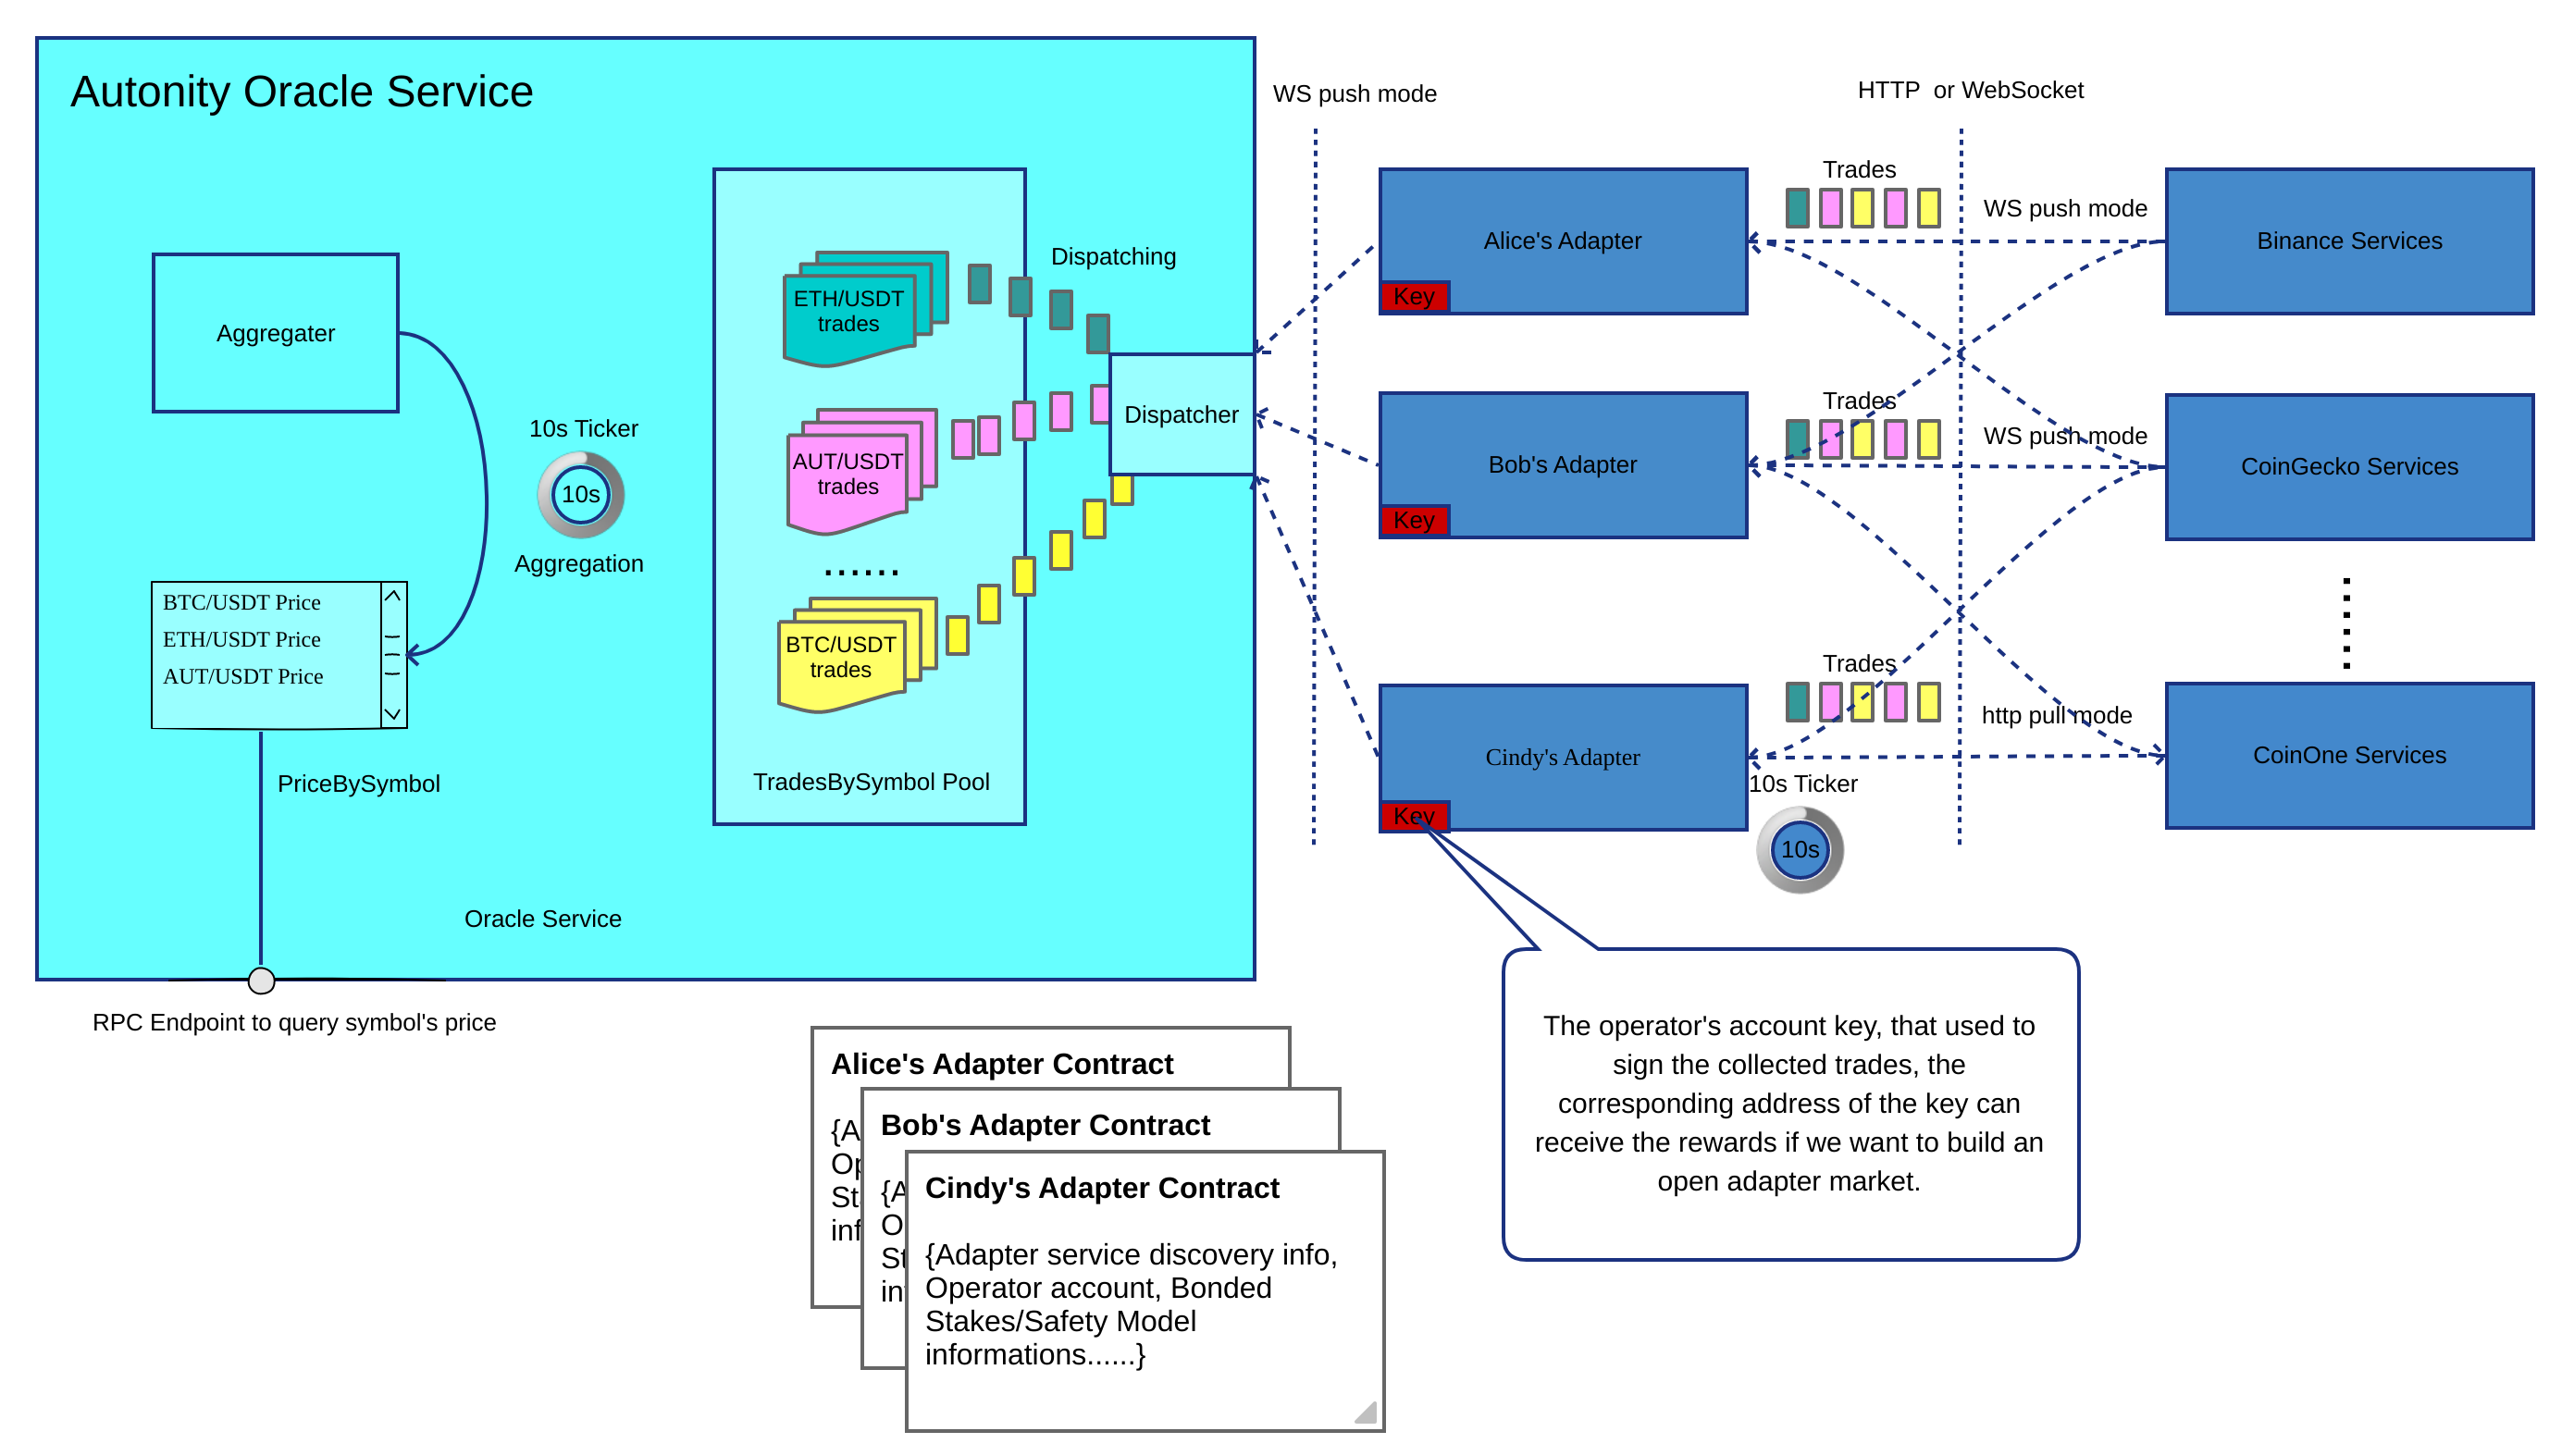 Autonity Oracle Service
WS push mode
HTTP  or WebSocket
Trades
WS push mode
Alice's Adapter
Key
Binance Services
Dispatching
ETH/USDT
trades
Aggregater
10s Ticker
10s
Aggregation
AUT/USDT
trades
Dispatcher
Trades
WS push mode
Bob's Adapter
Key
CoinGecko Services
......
BTC/USDT
trades
BTC/USDT Price
ETH/USDT Price
AUT/USDT Price
TradesBySymbol Pool
PriceBySymbol
Trades
http pull mode
Cindy's Adapter
Key
10s Ticker
10s
CoinOne Services
Oracle Service
RPC Endpoint to query symbol's price
Alice's Adapter Contract
{A
Op
St
inf
Bob's Adapter Contract
{A
O
St
in
Cindy's Adapter Contract
{Adapter service discovery info,
Operator account, Bonded
Stakes/Safety Model
informations......}
The operator's account key, that used to
sign the collected trades, the
corresponding address of the key can
receive the rewards if we want to build an
open adapter market.